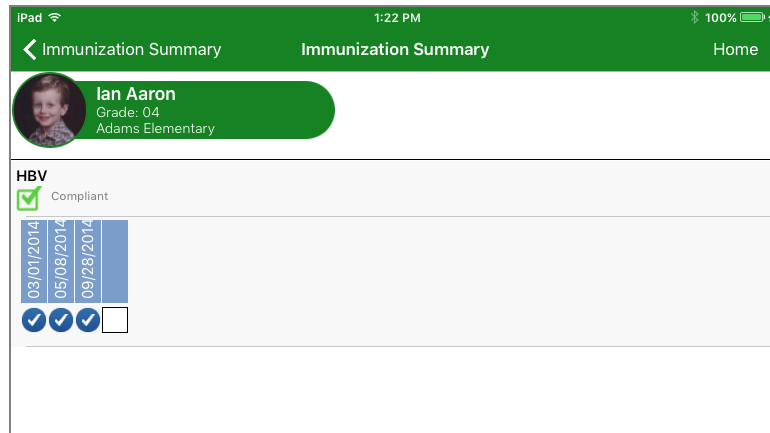 iPad 1:22 PM 100%
Immunization Summary Immunization Summary Home
Ian Aaron
Grade: 04
Adams Elementary
HBV
Compliant
03/01/2014 05/08/2014 09/28/2014